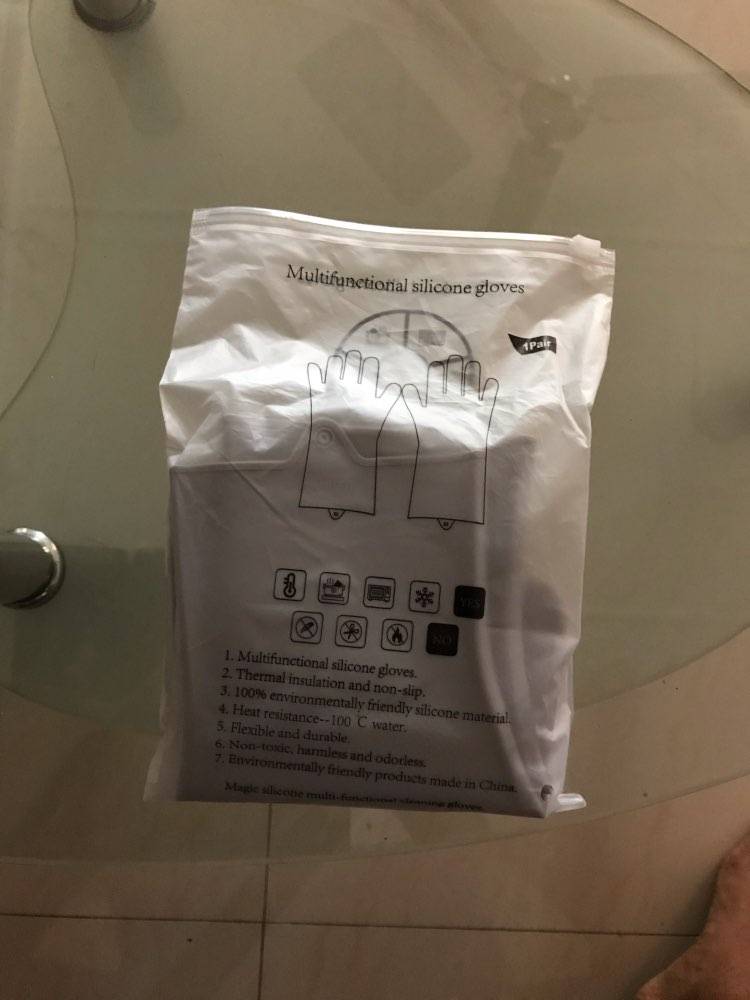 Multifunctional silicone gloves
1Pair
YES
NO
1. Multifunctional silicone gloves.
2. Thermal insulation and non-slip.
3. 100% environmentally friendly silicone material.
4. Heat resistance--100 ℃ water.
5. Flexible and durable.
6. Non-toxic, harmless and odorless.
7. Environmentally friendly products made in China.
Magic silicone multi-functional cleaning gloves.